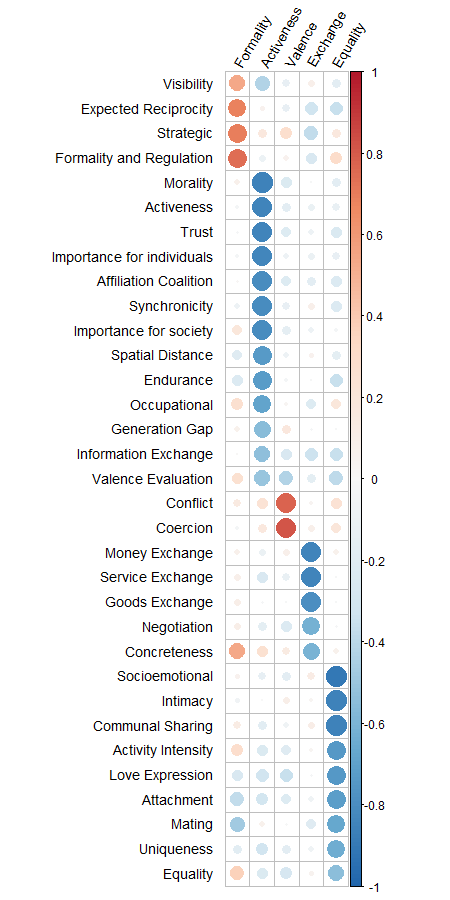 Formality
Activeness
Valence
Exchange
Equality
Visibility
Expected Reciprocity
Strategic
Formality and Regulation
Morality
Activeness
Trust
Importance for individuals
Affiliation Coalition
Synchronicity
Importance for society
Spatial Distance
Endurance
Occupational
Generation Gap
Information Exchange
Valence Evaluation
Conflict
Coercion
Money Exchange
Service Exchange
Goods Exchange
Negotiation
Concreteness
Socioemotional
Intimacy
Communal Sharing
Activity Intensity
Love Expression
Attachment
Mating
Uniqueness
Equality
1
0.8
0.6
0.4
0.2
0
-0.2
-0.4
-0.6
-0.8
-1